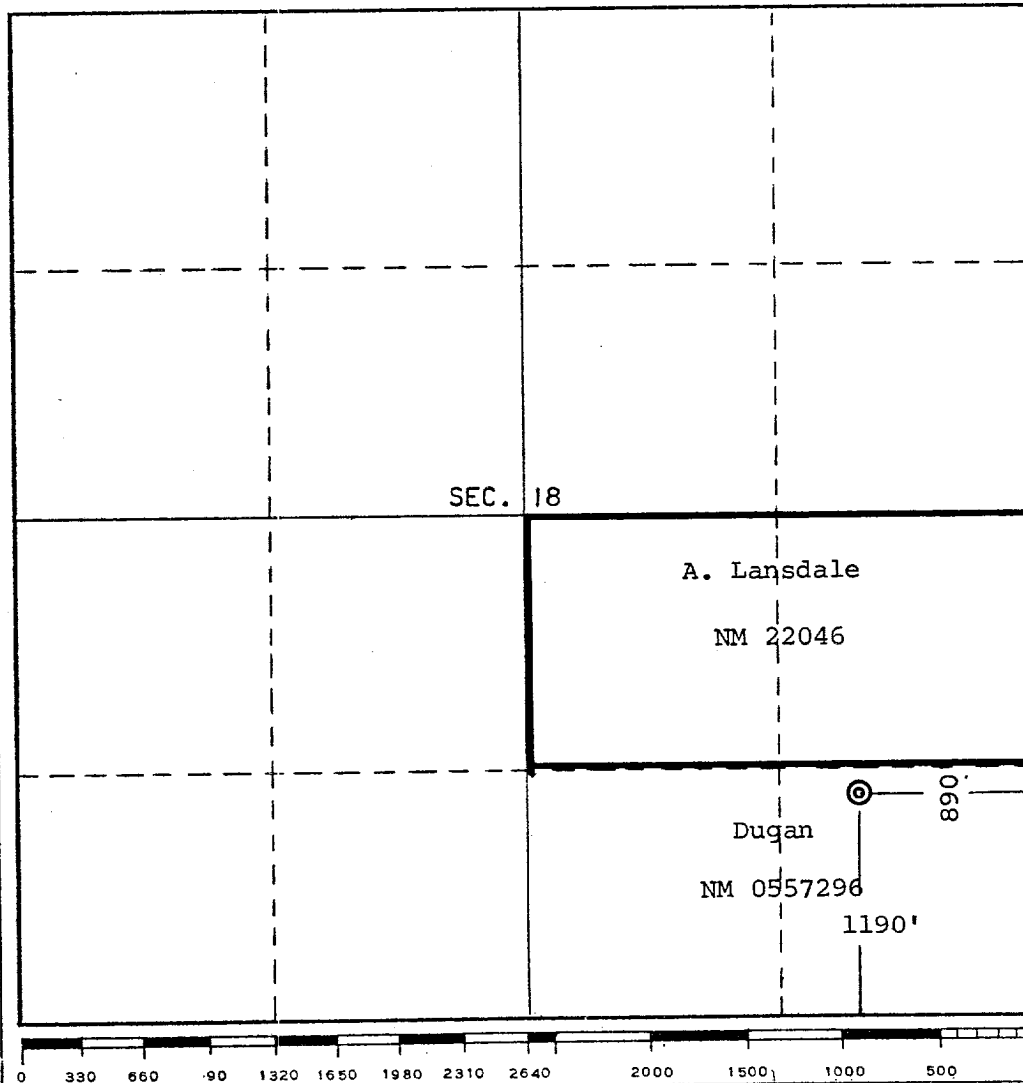 SEC. 18
A. Lansdale
NM 22046
890'
Dugan
NM 0557296
1190'
0 330 660 90 1320 1650 1980 2310 2640 2000 1500 1000 500